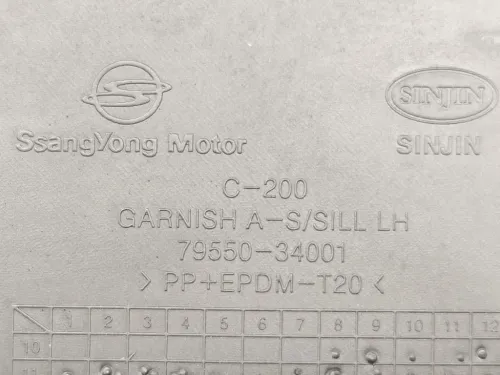 SINJIN
SsangYong Motor SINJIN
C-200
GARNISH A-S/SILL LH
79550-34001
> PP+EPDM-T20 <
1 2 3 4 5 6 7 8 9 10 11 12
10